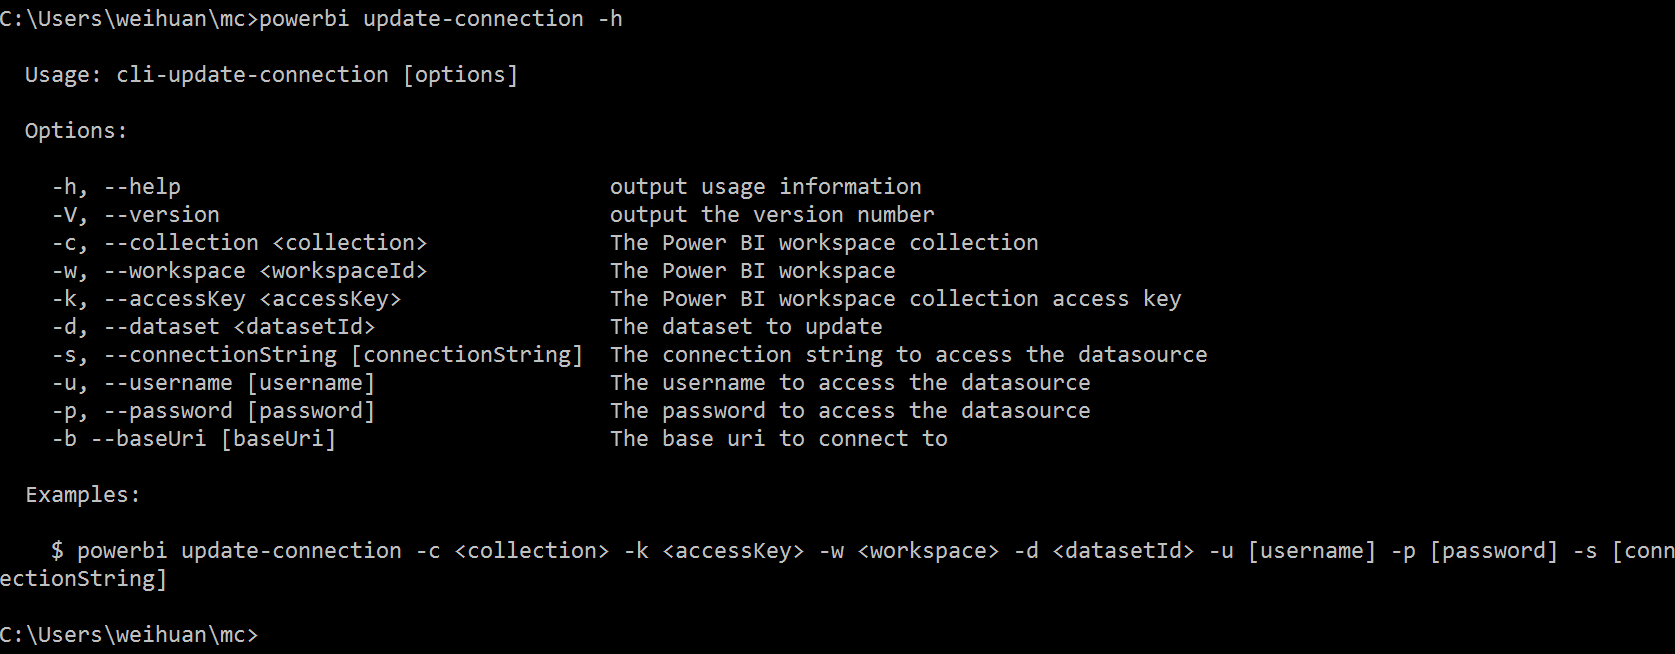 C:\Users\weihuan\mc>powerbi update-connection -h
Usage: cli-update-connection [options]
Options:
-h, --help output usage information
-V, --version output the version number
-c, --collection <collection> The Power BI workspace collection
-w, --workspace <workspaceId> The Power BI workspace
-k, --accessKey <accessKey> The Power BI workspace collection access key
-d, --dataset <datasetId> The dataset to update
-s, --connectionString [connectionString] The connection string to access the datasource
-u, --username [username] The username to access the datasource
-p, --password [password] The password to access the datasource
-b --baseUri [baseUri] The base uri to connect to
Examples:
$ powerbi update-connection -c <collection> -k <accessKey> -w <workspace> -d <datasetId> -u [username] -p [password] -s [conn
ectionString]
C:\Users\weihuan\mc>